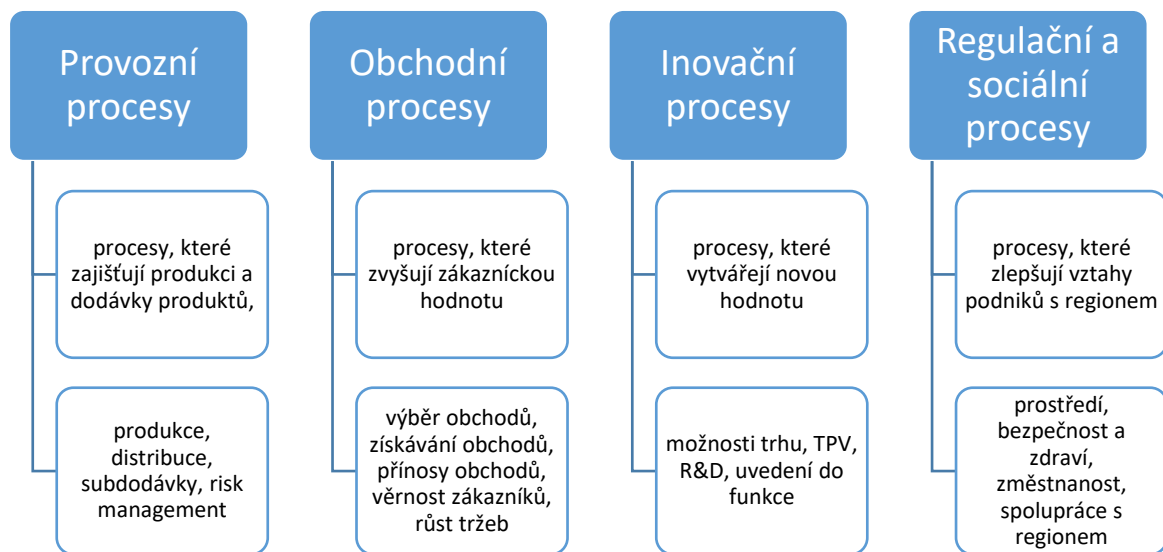 Provozní
procesy
procesy, které
zajišťují produkci a
dodávky produktů,
produkce,
distribuce,
subdodávky, risk
management
Obchodní
procesy
procesy, které
zvyšují zákazníckou
hodnotu
výběr obchodů,
získávání obchodů,
přínosy obchodů,
věrnost zákazníků,
růst tržeb
Inovační
procesy
procesy, které
vytvářejí novou
hodnotu
možnosti trhu, TPV,
R&D, uvedení do
funkce
Regulační a
sociální
procesy
procesy, které
zlepšují vztahy
podniků s regionem
prostředí,
bezpečnost a
zdraví,
změstnanost,
spolupráce s
regionem